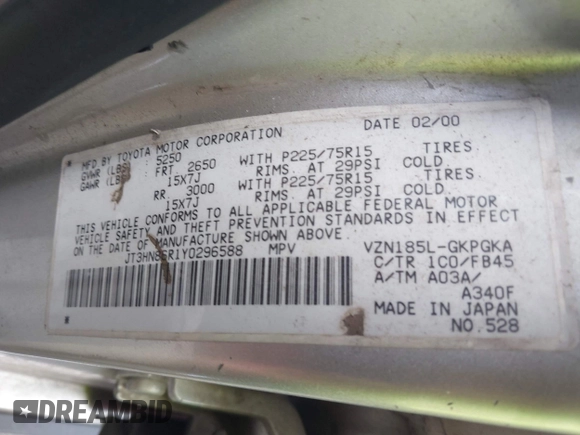 MFD BY TOYOTA MOTOR CORPORATION DATE 02/00
GVWR (LBS) 5250
GAWR (LBS) FRT. 2650 WITH P225/75R15 TIRES
15X7J RIMS. AT 29PSI COLD.
RR. 3000 WITH P225/75R15 TIRES
15X7J RIMS. AT 29PSI COLD.
THIS VEHICLE CONFORMS TO ALL APPLICABLE FEDERAL MOTOR
VEHICLE SAFETY AND THEFT PREVENTION STANDARDS IN EFFECT
ON THE DATE OF MANUFACTURE SHOWN ABOVE.
MPV VZN185L-GKPGKA
C/TR 1C0/FB45
A/TM A03A/
A340F
MADE IN JAPAN
NO.528
DREAMBID